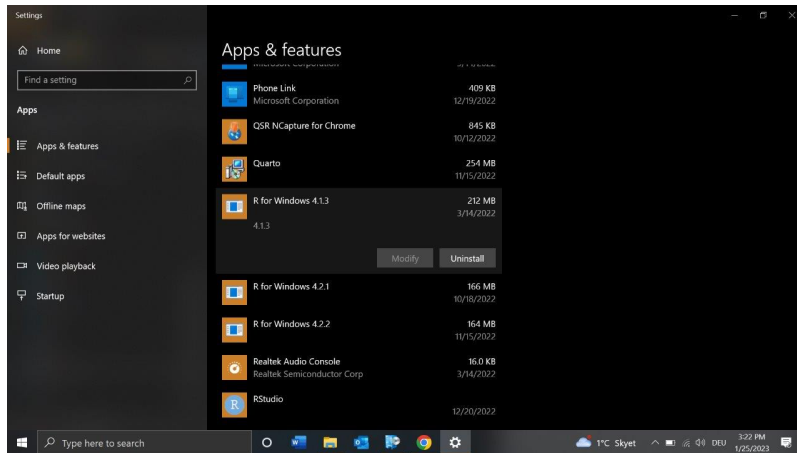 Settings
Home
Find a setting
Apps
Apps & features
Default apps
Offline maps
Apps for websites
Video playback
Startup
Apps & features
Microsoft Corporation
Phone Link 409 KB
Microsoft Corporation 12/19/2022
QSR NCapture for Chrome 845 KB
10/12/2022
Quarto 254 MB
11/15/2022
R for Windows 4.1.3 212 MB
3/14/2022
4.1.3
Modify Uninstall
R for Windows 4.2.1 166 MB
10/18/2022
R for Windows 4.2.2 164 MB
11/15/2022
Realtek Audio Console 16.0 KB
Realtek Semiconductor Corp 3/14/2022
R RStudio
12/20/2022
Type here to search
1°C Skyet DEU 3:22 PM
1/25/2023